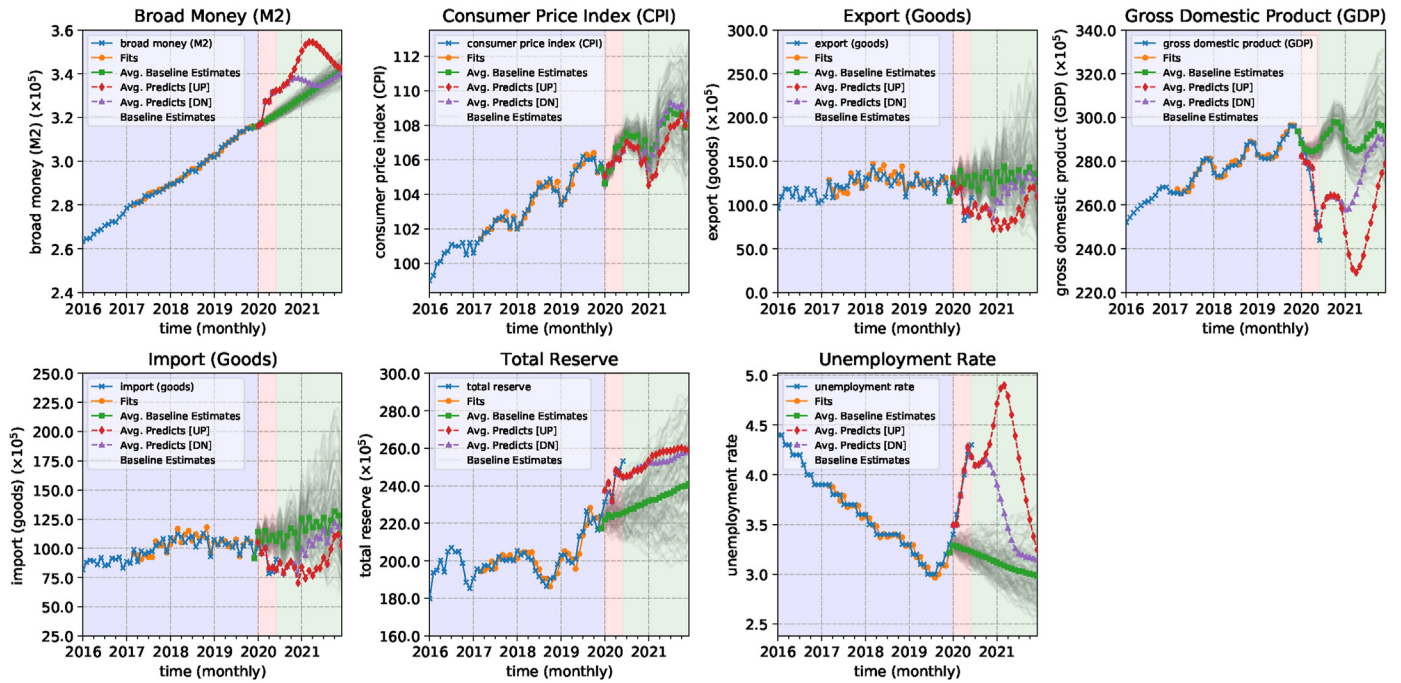 Broad Money (M2)
broad money (M2) (×10⁵)
3.6
3.4
3.2
3.0
2.8
2.6
2.4
broad money (M2)
Fits
Avg. Baseline Estimates
Avg. Predicts [UP]
Avg. Predicts [DN]
Baseline Estimates
2016 2017 2018 2019 2020 2021
time (monthly)
Consumer Price Index (CPI)
consumer price index (CPI)
112
110
108
106
104
102
100
consumer price index (CPI)
Fits
Avg. Baseline Estimates
Avg. Predicts [UP]
Avg. Predicts [DN]
Baseline Estimates
2016 2017 2018 2019 2020 2021
time (monthly)
Export (Goods)
export (goods) (×10⁵)
300.0
250.0
200.0
150.0
100.0
50.0
0.0
export (goods)
Fits
Avg. Baseline Estimates
Avg. Predicts [UP]
Avg. Predicts [DN]
Baseline Estimates
2016 2017 2018 2019 2020 2021
time (monthly)
Gross Domestic Product (GDP)
gross domestic product (GDP) (×10⁵)
340.0
320.0
300.0
280.0
260.0
240.0
220.0
gross domestic product (GDP)
Fits
Avg. Baseline Estimates
Avg. Predicts [UP]
Avg. Predicts [DN]
Baseline Estimates
2016 2017 2018 2019 2020 2021
time (monthly)
Import (Goods)
import (goods) (×10⁵)
250.0
225.0
200.0
175.0
150.0
125.0
100.0
75.0
50.0
25.0
import (goods)
Fits
Avg. Baseline Estimates
Avg. Predicts [UP]
Avg. Predicts [DN]
Baseline Estimates
2016 2017 2018 2019 2020 2021
time (monthly)
Total Reserve
total reserve (×10⁵)
300.0
280.0
260.0
240.0
220.0
200.0
180.0
160.0
total reserve
Fits
Avg. Baseline Estimates
Avg. Predicts [UP]
Avg. Predicts [DN]
Baseline Estimates
2016 2017 2018 2019 2020 2021
time (monthly)
Unemployment Rate
unemployment rate
5.0
4.5
4.0
3.5
3.0
2.5
unemployment rate
Fits
Avg. Baseline Estimates
Avg. Predicts [UP]
Avg. Predicts [DN]
Baseline Estimates
2016 2017 2018 2019 2020 2021
time (monthly)